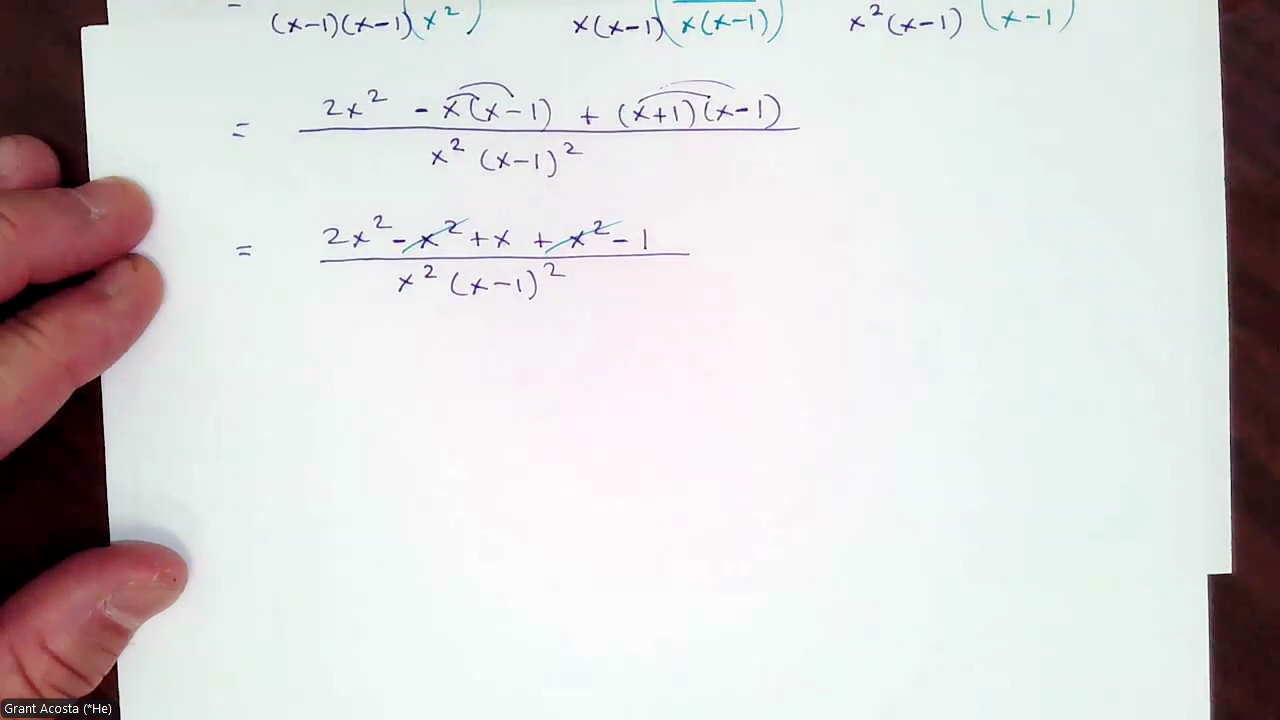 (x-1)(x-1)(x²) x(x-1)(x(x-1)) x²(x-1) (x-1)
= 2x² - x(x-1) + (x+1)(x-1)
x² (x-1)²
= 2x² - x² + x + x² - 1
x² (x-1)²
Grant Acosta (*He)